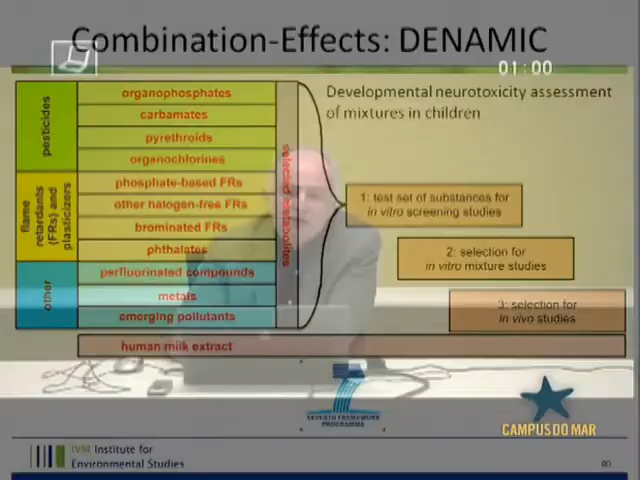 Combination-Effects: DENAMIC
01:00
Developmental neurotoxicity assessment
of mixtures in children
pesticides
organophosphates
carbamates
pyrethroids
organochlorines
flame
retardants
(FRs) and
plasticizers
phosphate-based FRs
other halogen-free FRs
brominated FRs
phthalates
other
perfluorinated compounds
metals
emerging pollutants
selected metabolites
human milk extract
1: test set of substances for
in vitro screening studies
2: selection for
in vitro mixture studies
3: selection for
in vivo studies
SEVENTH FRAMEWORK
PROGRAMME
CAMPUS DO MAR
IVM Institute for
Environmental Studies